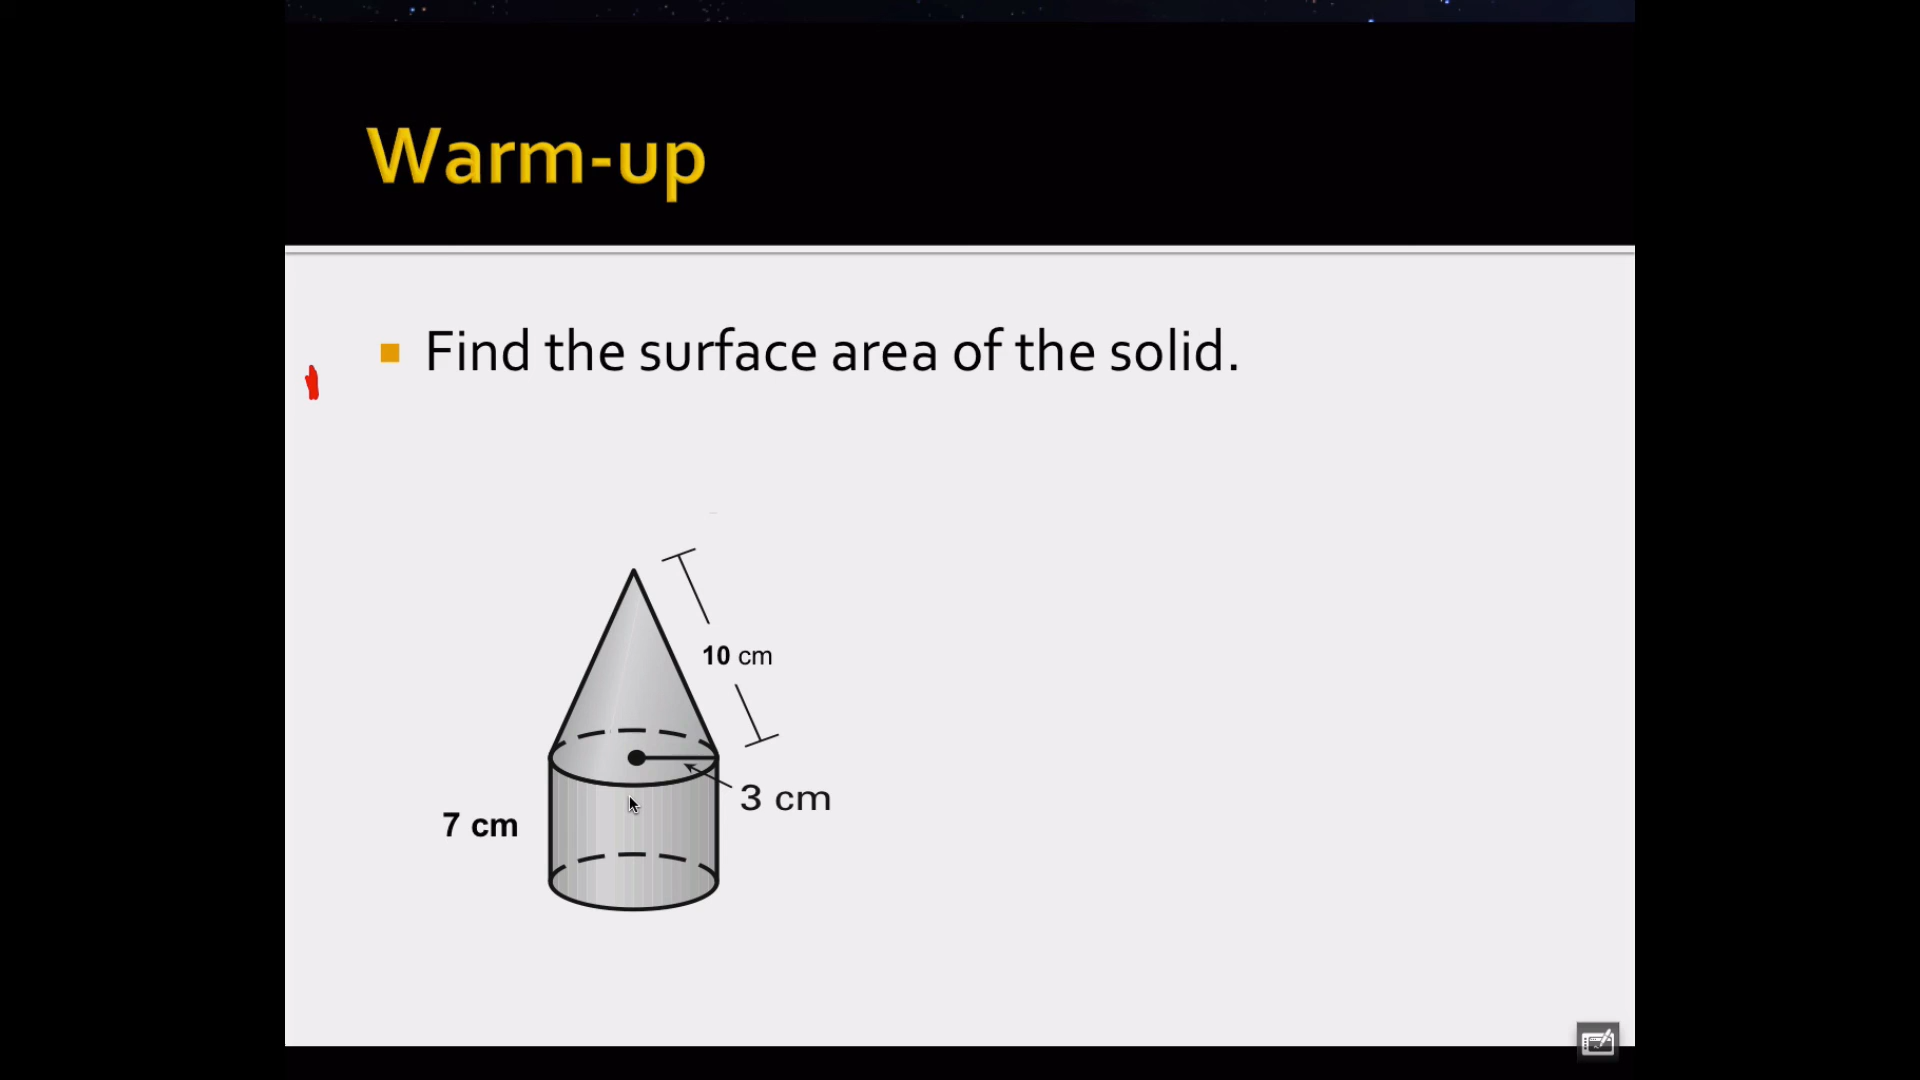 Warm-up
Find the surface area of the solid.
10 cm
3 cm
7 cm